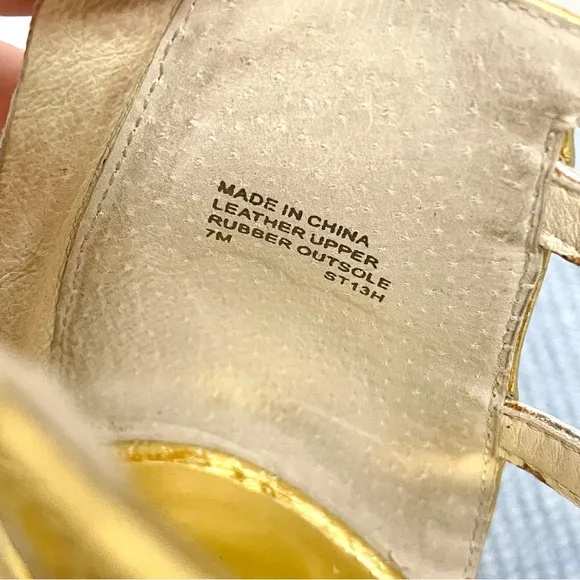 MADE IN CHINA
LEATHER UPPER
RUBBER OUTSOLE
7M
ST13H